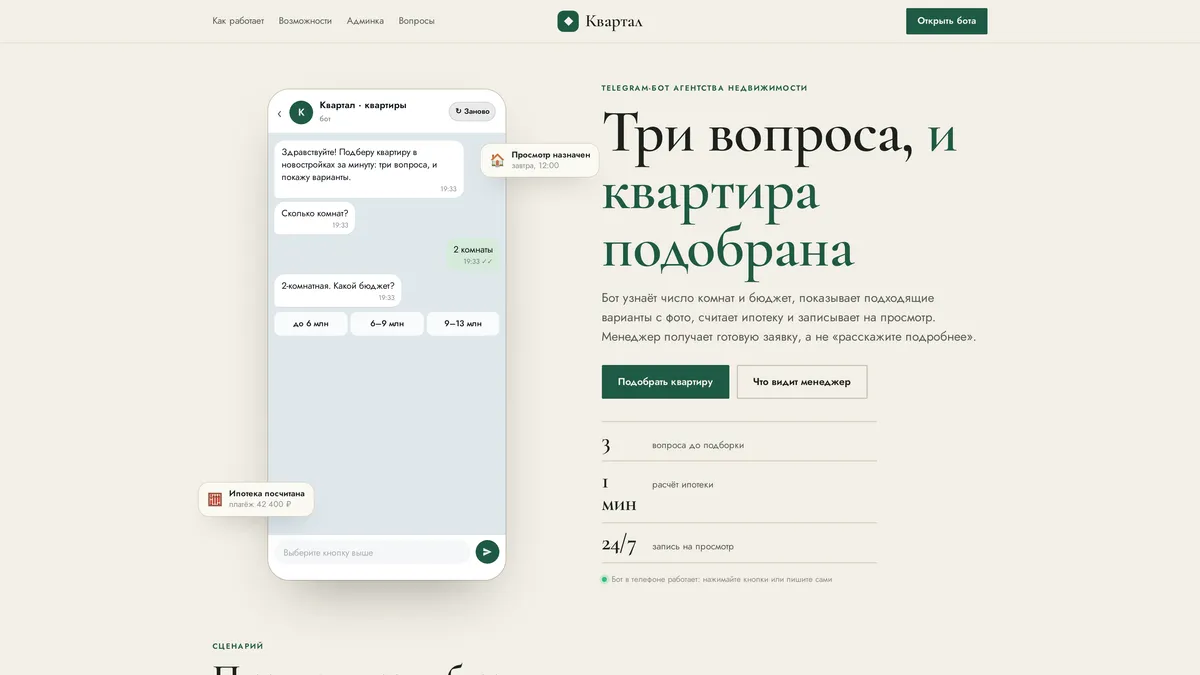 Как работает Возможности Админка Вопросы
Квартал
Открыть бота
К
Квартал · квартиры
бот
↻ Заново
Здравствуйте! Подберу квартиру в
новостройках за минуту: три вопроса, и
покажу варианты.
19:33
Сколько комнат?
19:33
2 комнаты
19:33 ✓✓
2-комнатная. Какой бюджет?
19:33
до 6 млн 6–9 млн 9–13 млн
Выберите кнопку выше
Просмотр назначен
завтра, 12:00
Ипотека посчитана
платёж 42 400 ₽
TELEGRAM-БОТ АГЕНТСТВА НЕДВИЖИМОСТИ
Три вопроса, и
квартира
подобрана
Бот узнаёт число комнат и бюджет, показывает подходящие
варианты с фото, считает ипотеку и записывает на просмотр.
Менеджер получает готовую заявку, а не «расскажите подробнее».
Подобрать квартиру Что видит менеджер
3 вопроса до подборки
1 расчёт ипотеки
мин
24/7 запись на просмотр
Бот в телефоне работает: нажимайте кнопки или пишите сами
СЦЕНАРИЙ